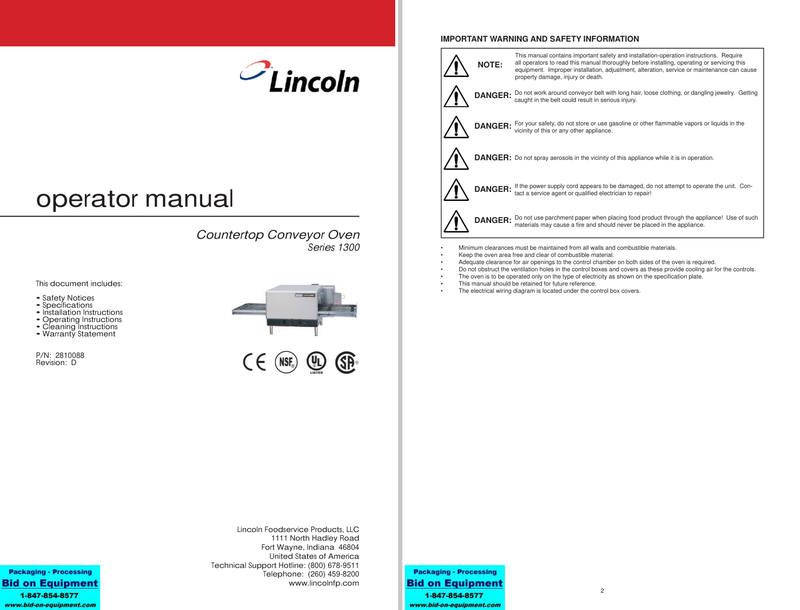 Lincoln
operator manual
Countertop Conveyor Oven
Series 1300
This document includes:
• Safety Notices
• Specifications
• Installation Instructions
• Operating Instructions
• Cleaning Instructions
• Warranty Statement
P/N: 2810088
Revision: D
CE NSF® UL LISTED SA®
Lincoln Foodservice Products, LLC
1111 North Hadley Road
Fort Wayne, Indiana 46804
United States of America
Technical Support Hotline: (800) 678-9511
Telephone: (260) 459-8200
www.lincolnfp.com
Packaging - Processing
Bid on Equipment
1-847-854-8577
www.bid-on-equipment.com
IMPORTANT WARNING AND SAFETY INFORMATION
NOTE: This manual contains important safety and installation-operation instructions. Require
all operators to read this manual thoroughly before installing, operating or servicing this
equipment. Improper installation, adjustment, alteration, service or maintenance can cause
property damage, injury or death.
DANGER: Do not work around conveyor belt with long hair, loose clothing, or dangling jewelry. Getting
caught in the belt could result in serious injury.
DANGER: For your safety, do not store or use gasoline or other flammable vapors or liquids in the
vicinity of this or any other appliance.
DANGER: Do not spray aerosols in the vicinity of this appliance while it is in operation.
DANGER: If the power supply cord appears to be damaged, do not attempt to operate the unit. Con-
tact a service agent or qualified electrician to repair!
DANGER: Do not use parchment paper when placing food product through the appliance! Use of such
materials may cause a fire and should never be placed in the appliance.
• Minimum clearances must be maintained from all walls and combustible materials.
• Keep the oven area free and clear of combustible material.
• Adequate clearance for air openings to the control chamber on both sides of the oven is required.
• Do not obstruct the ventilation holes in the control boxes and covers as these provide cooling air for the controls.
• The oven is to be operated only on the type of electricity as shown on the specification plate.
• This manual should be retained for future reference.
• The electrical wiring diagram is located under the control box covers.
Packaging - Processing
Bid on Equipment
1-847-854-8577
www.bid-on-equipment.com
2